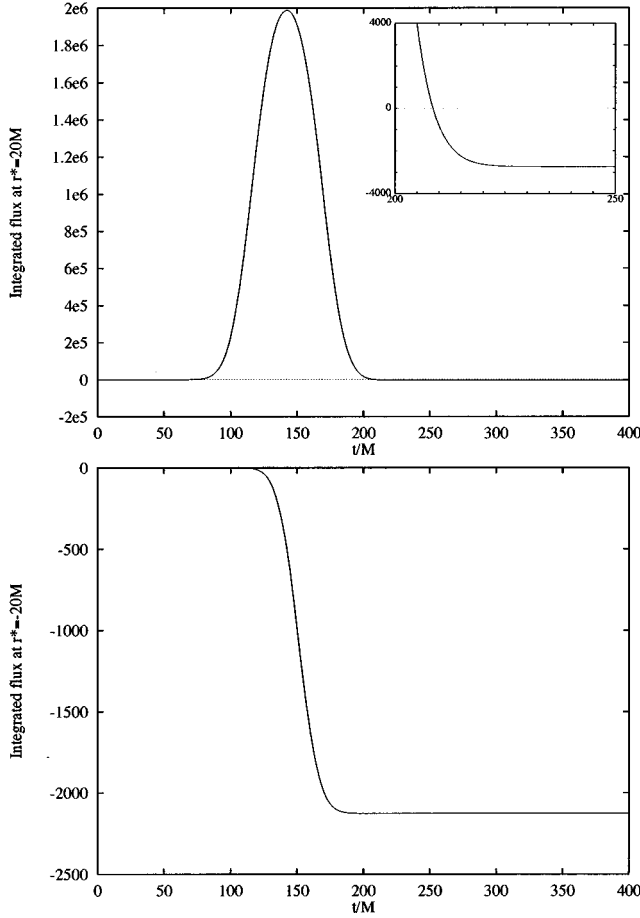 2e6
1.8e6
1.6e6
1.4e6
1.2e6
1e6
8e5
6e5
4e5
2e5
0
-2e5
Integrated flux at r*=20M
4000
0
-4000
200
250
0
50
100
150
200
250
300
350
400
t/M
0
-500
-1000
-1500
-2000
-2500
Integrated flux at r*=-20M
0
50
100
150
200
250
300
350
400
t/M